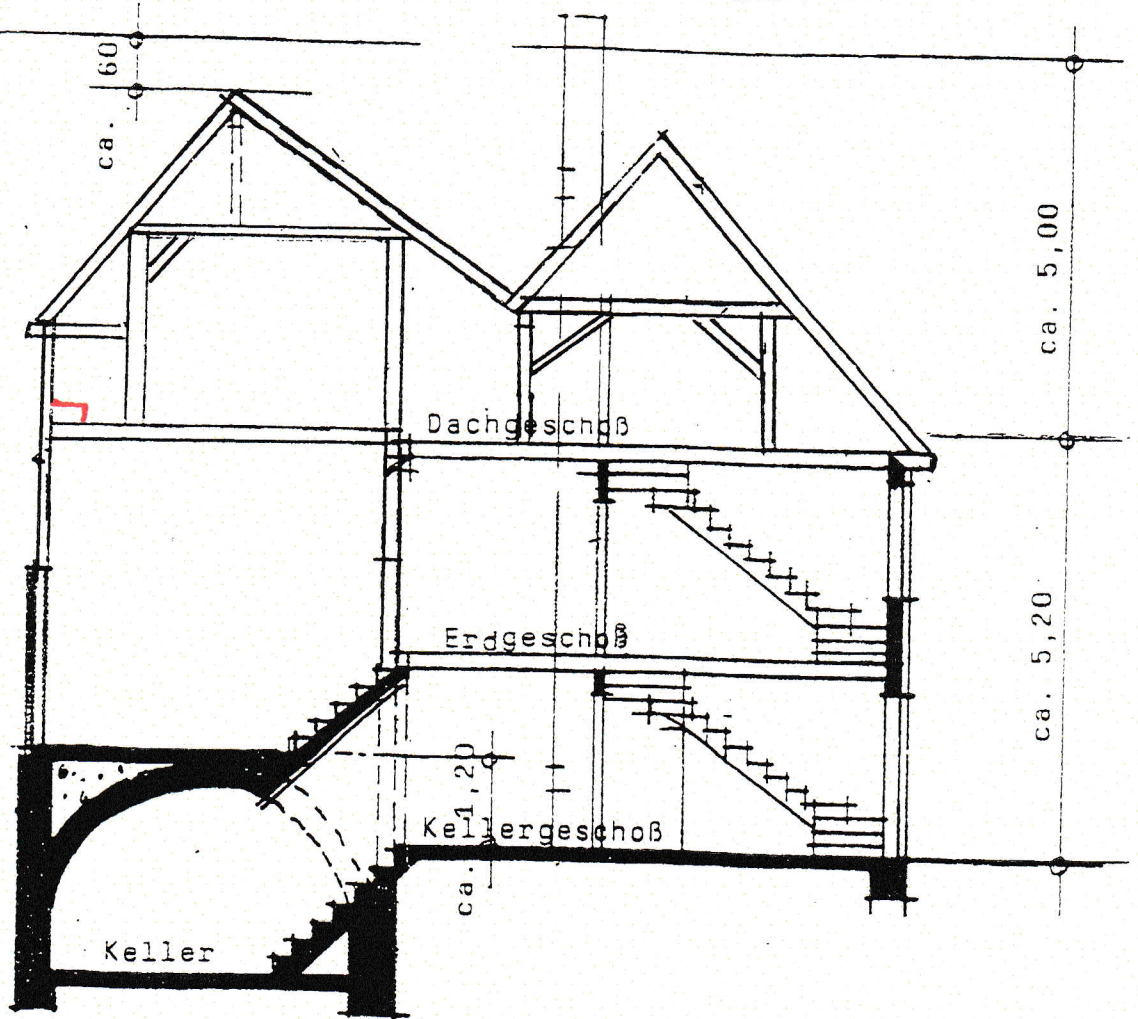 ca. 60
ca. 5,00
Dachgeschoß
ca. 5,20
Erdgeschoß
ca. 1,20
Kellergeschoß
Keller